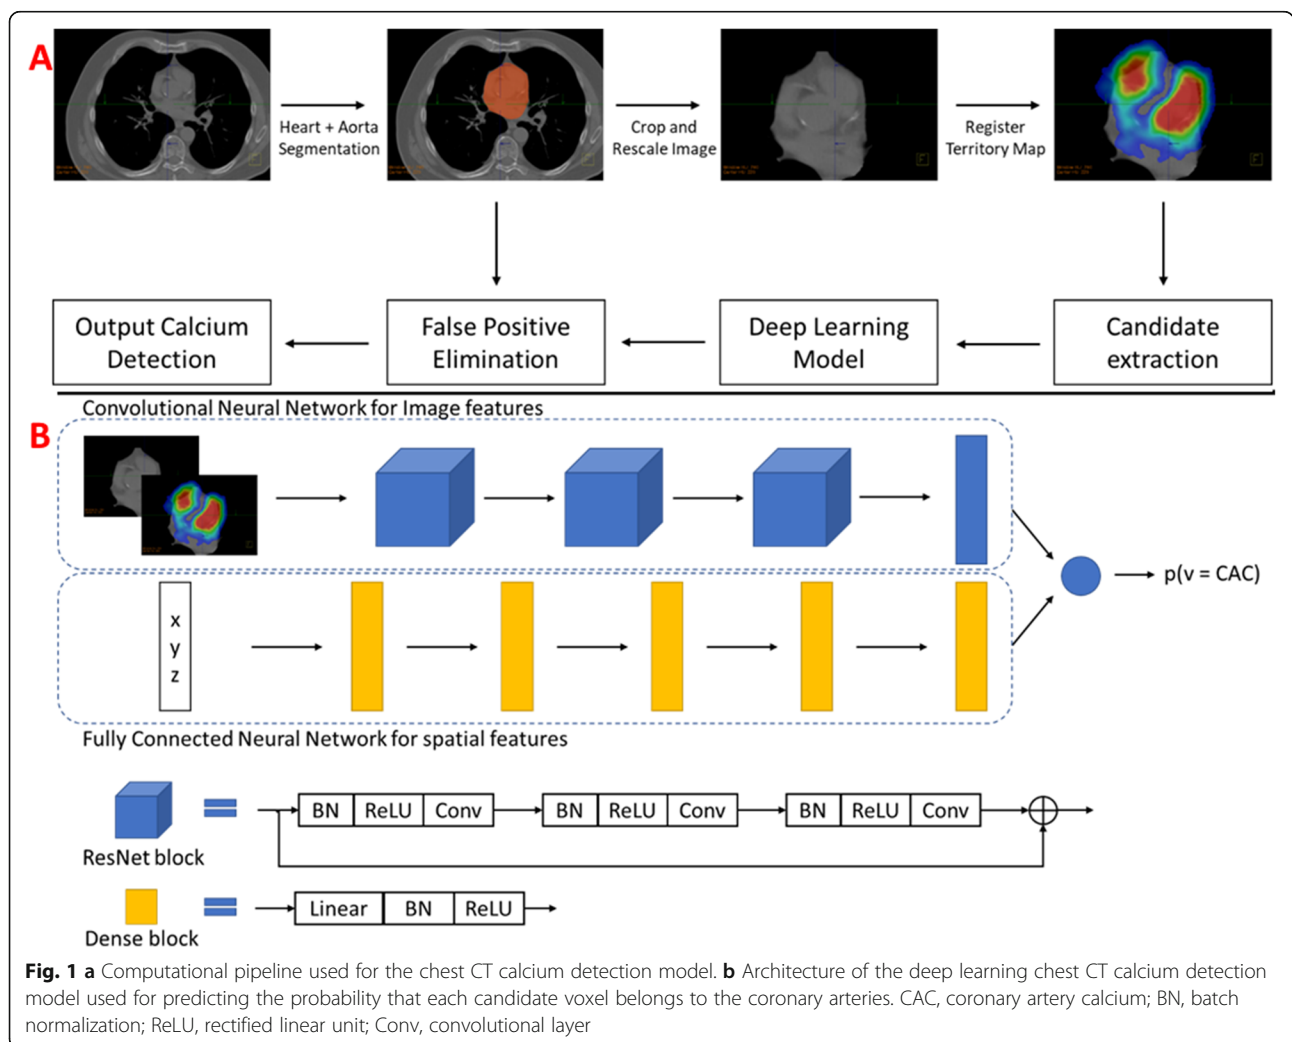 A
Heart + Aorta
Segmentation
Crop and
Rescale Image
Register
Territory Map
Output Calcium
Detection
False Positive
Elimination
Deep Learning
Model
Candidate
extraction
Convolutional Neural Network for Image features
B
p(v = CAC)
x
y
z
Fully Connected Neural Network for spatial features
BN ReLU Conv BN ReLU Conv BN ReLU Conv
ResNet block
Linear BN ReLU
Dense block
Fig. 1 a Computational pipeline used for the chest CT calcium detection model. b Architecture of the deep learning chest CT calcium detection
model used for predicting the probability that each candidate voxel belongs to the coronary arteries. CAC, coronary artery calcium; BN, batch
normalization; ReLU, rectified linear unit; Conv, convolutional layer